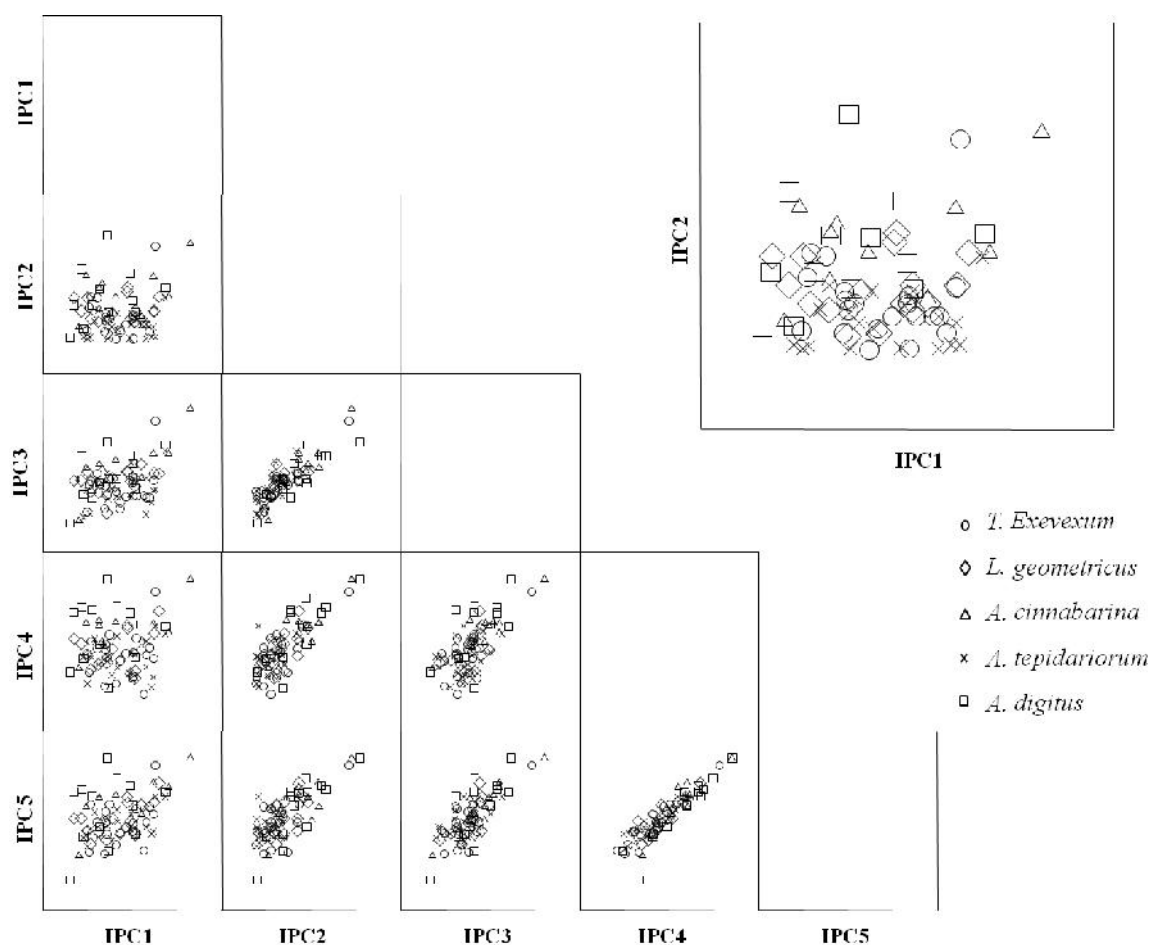 IPC1
IPC2
IPC3
IPC4
IPC5
IPC1
IPC2
IPC3
IPC4
IPC5
IPC2
IPC1
T. Exevexum
L. geometricus
A. cinnabarina
A. tepidariorum
A. digitus